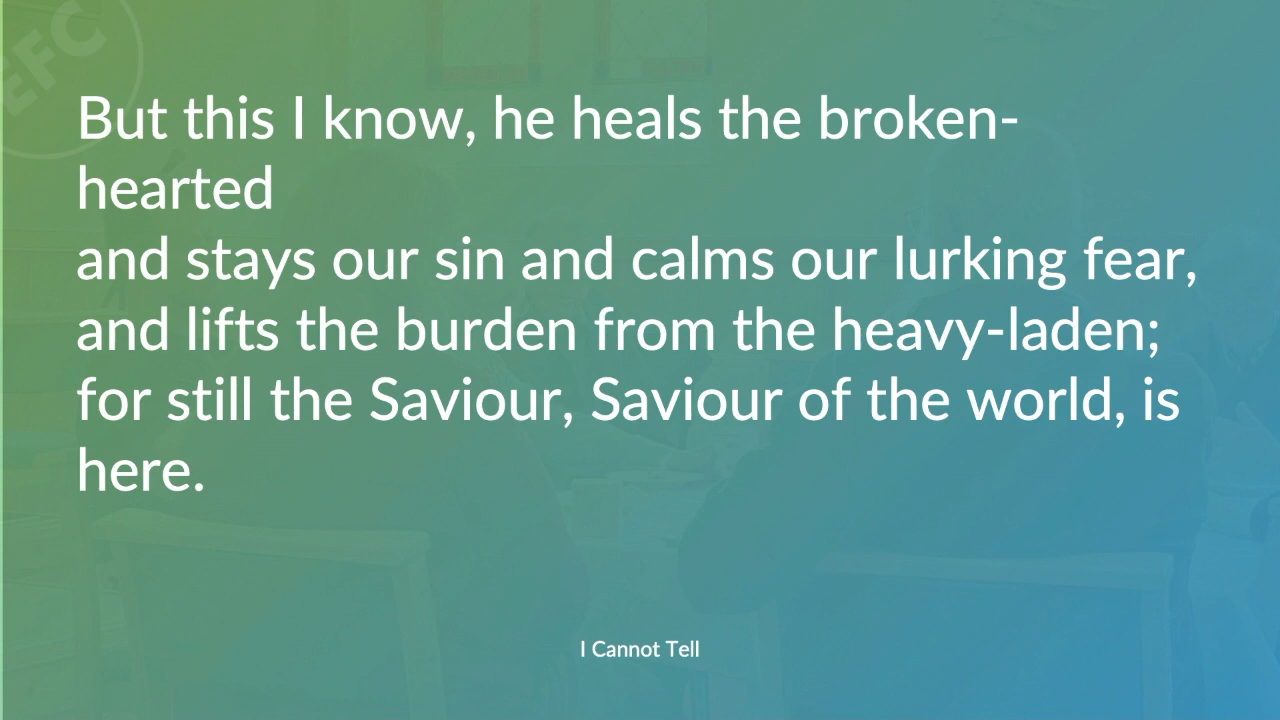 EFC
But this I know, he heals the broken-
hearted
and stays our sin and calms our lurking fear,
and lifts the burden from the heavy-laden;
for still the Saviour, Saviour of the world, is
here.
I Cannot Tell